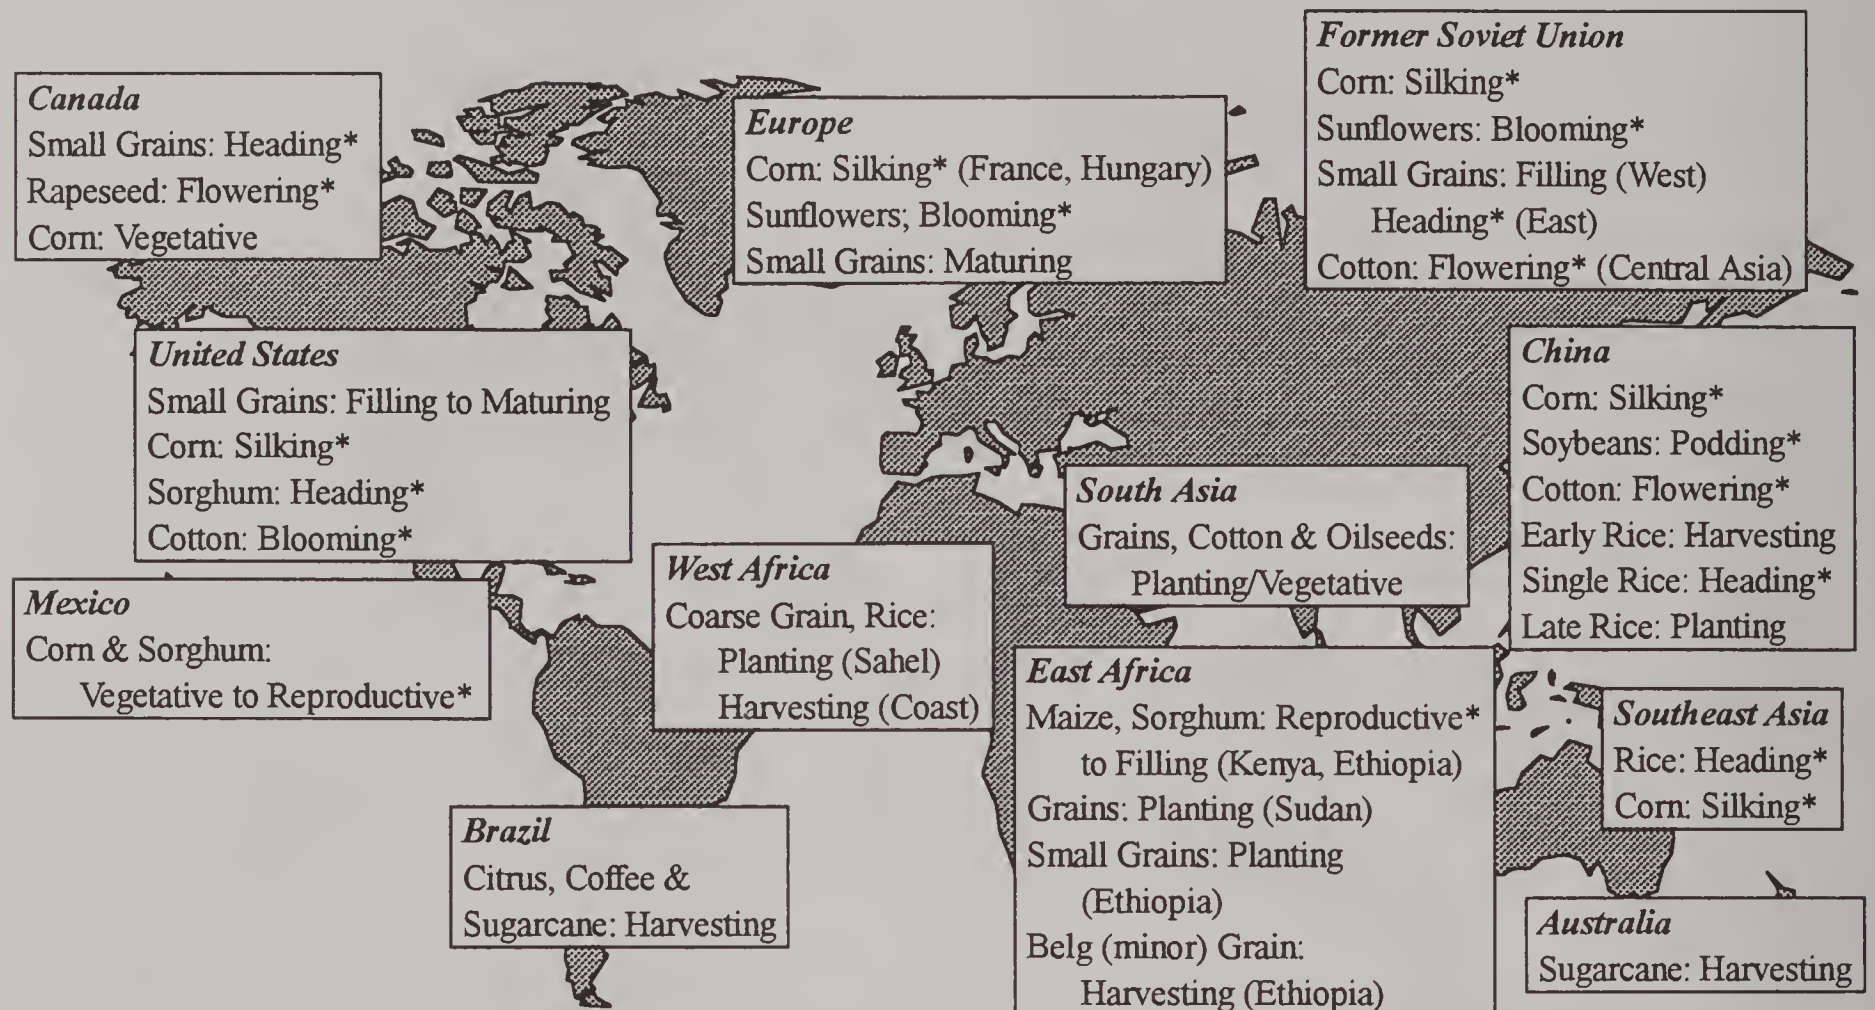 Canada
Small Grains: Heading*
Rapeseed: Flowering*
Corn: Vegetative
Europe
Corn: Silking* (France, Hungary)
Sunflowers; Blooming*
Small Grains: Maturing
Former Soviet Union
Corn: Silking*
Sunflowers: Blooming*
Small Grains: Filling (West)
Heading* (East)
Cotton: Flowering* (Central Asia)
United States
Small Grains: Filling to Maturing
Corn: Silking*
Sorghum: Heading*
Cotton: Blooming*
China
Corn: Silking*
Soybeans: Podding*
Cotton: Flowering*
Early Rice: Harvesting
Single Rice: Heading*
Late Rice: Planting
South Asia
Grains, Cotton & Oilseeds:
Planting/Vegetative
West Africa
Coarse Grain, Rice:
Planting (Sahel)
Harvesting (Coast)
Mexico
Corn & Sorghum:
Vegetative to Reproductive*
East Africa
Maize, Sorghum: Reproductive*
to Filling (Kenya, Ethiopia)
Grains: Planting (Sudan)
Small Grains: Planting
(Ethiopia)
Belg (minor) Grain:
Harvesting (Ethiopia)
Southeast Asia
Rice: Heading*
Corn: Silking*
Brazil
Citrus, Coffee &
Sugarcane: Harvesting
Australia
Sugarcane: Harvesting